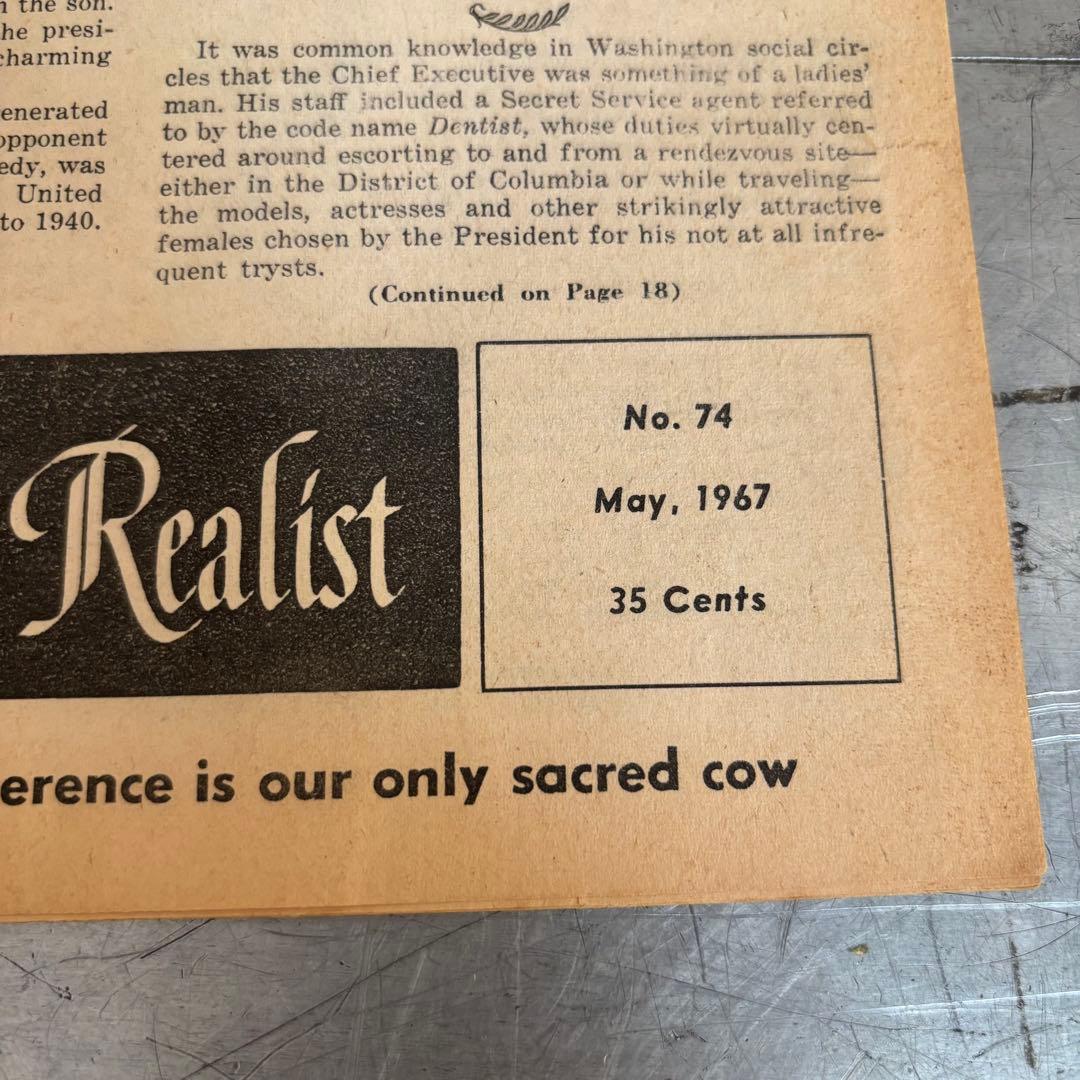 n the son.
he presi-
charming
enerated
opponent
edy, was
United
to 1940.
It was common knowledge in Washington social cir-
cles that the Chief Executive was something of a ladies'
man. His staff included a Secret Service agent referred
to by the code name Dentist, whose duties virtually cen-
tered around escorting to and from a rendezvous site—
either in the District of Columbia or while traveling—
the models, actresses and other strikingly attractive
females chosen by the President for his not at all infre-
quent trysts.
(Continued on Page 18)
Realist
No. 74
May, 1967
35 Cents
erence is our only sacred cow